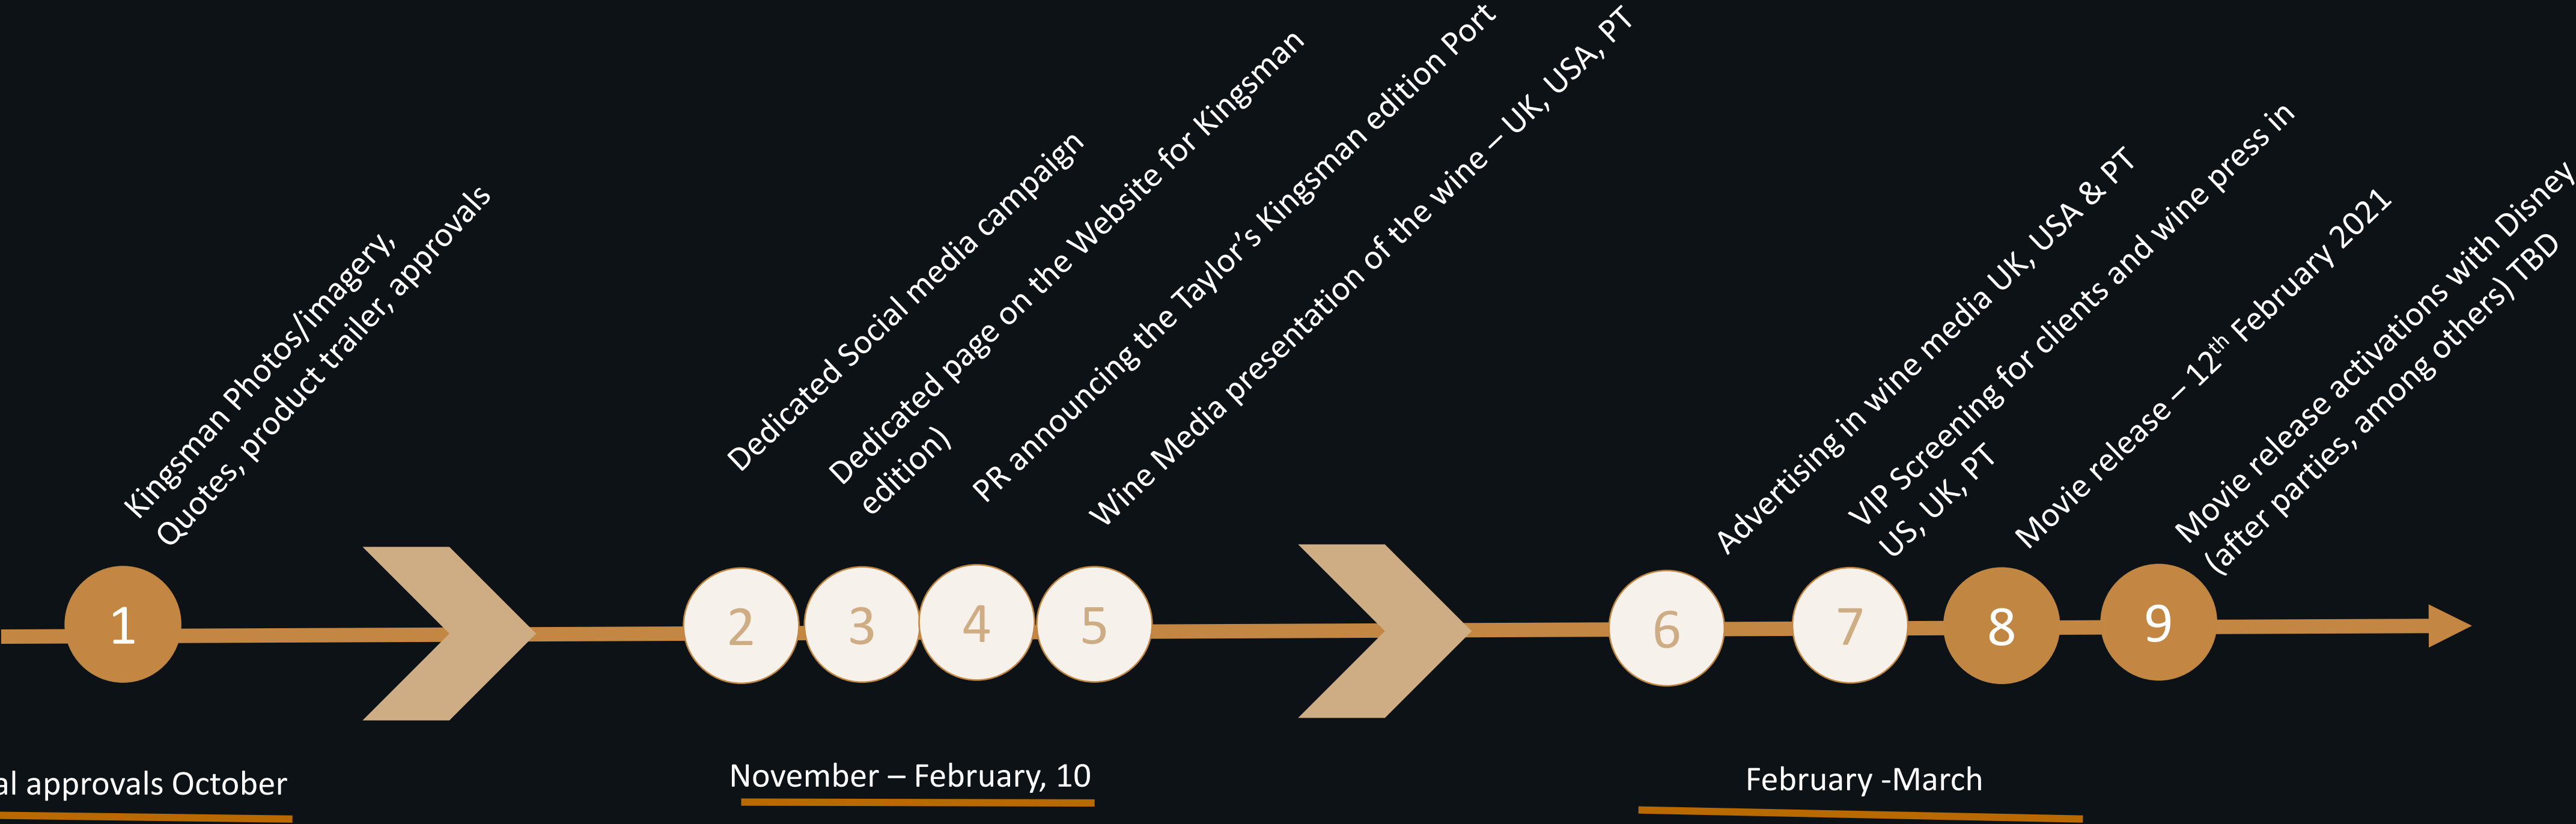 Kingsman Photos/imagery,
Quotes, product trailer, approvals
Dedicated Social media campaign
Dedicated page on the Website for Kingsman
edition)
PR announcing the Taylor’s Kingsman edition Port
Wine Media presentation of the wine – UK, USA, PT
Advertising in wine media UK, USA & PT
VIP Screening for clients and wine press in
US, UK, PT
Movie release – 12th February 2021
Movie release activations with Disney
(after parties, among others) TBD
1
2
3
4
5
6
7
8
9
approvals October
November – February, 10
February -March